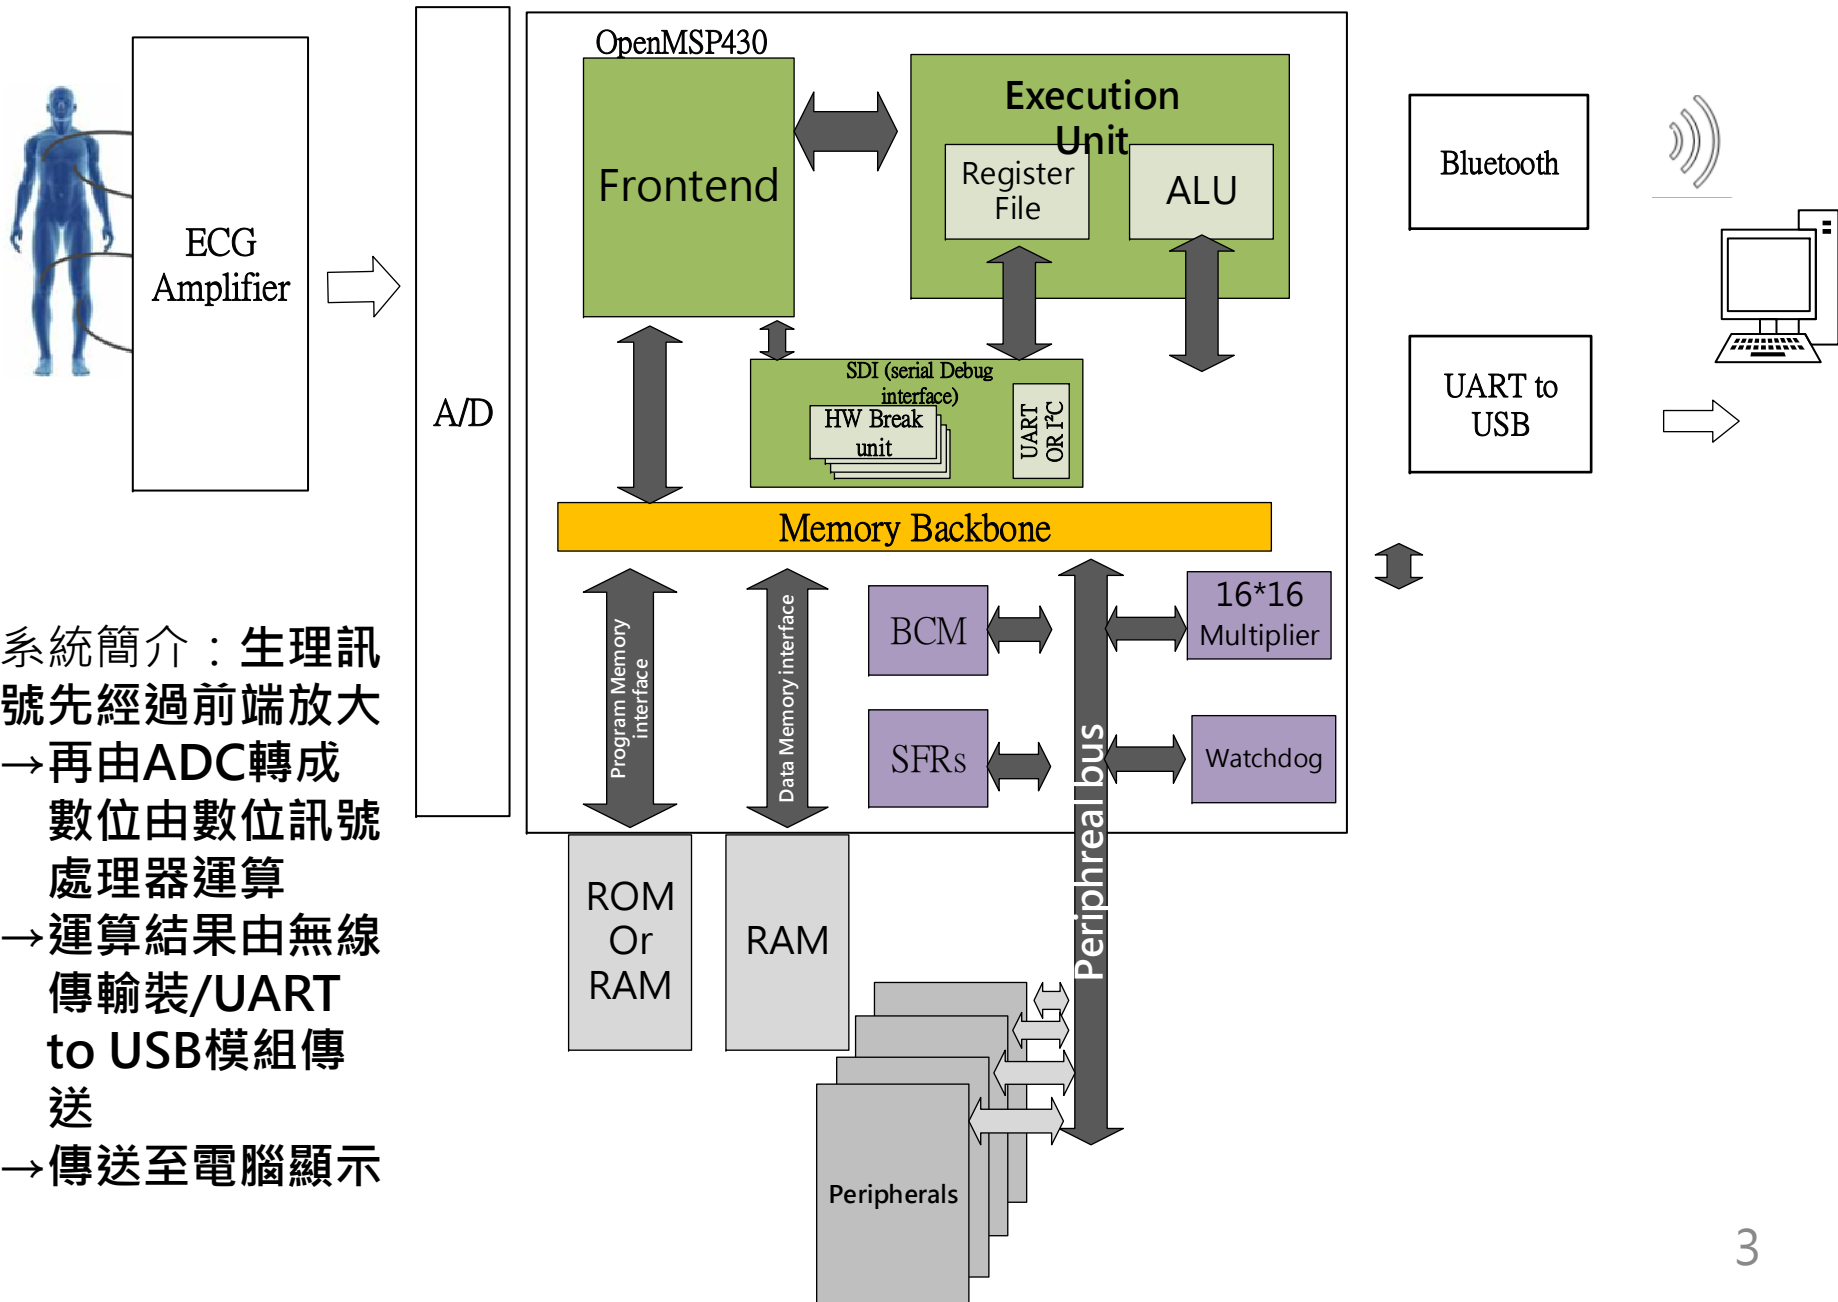 OpenMSP430
Frontend
Execution
Unit
Register
File
ALU
ECG
Amplifier
A/D
SDI (serial Debug
interface)
HW Break
unit
UART
OR I²C
Memory Backbone
Bluetooth
UART to
USB
Program Memory
interface
Data Memory interface
BCM
16*16
Multiplier
SFRs
Watchdog
Periphreal bus
ROM
Or
RAM
RAM
Peripherals
系統簡介：生理訊
號先經過前端放大
→再由ADC轉成
數位由數位訊號
處理器運算
→運算結果由無線
傳輸裝/UART
to USB模組傳
送
→傳送至電腦顯示
3